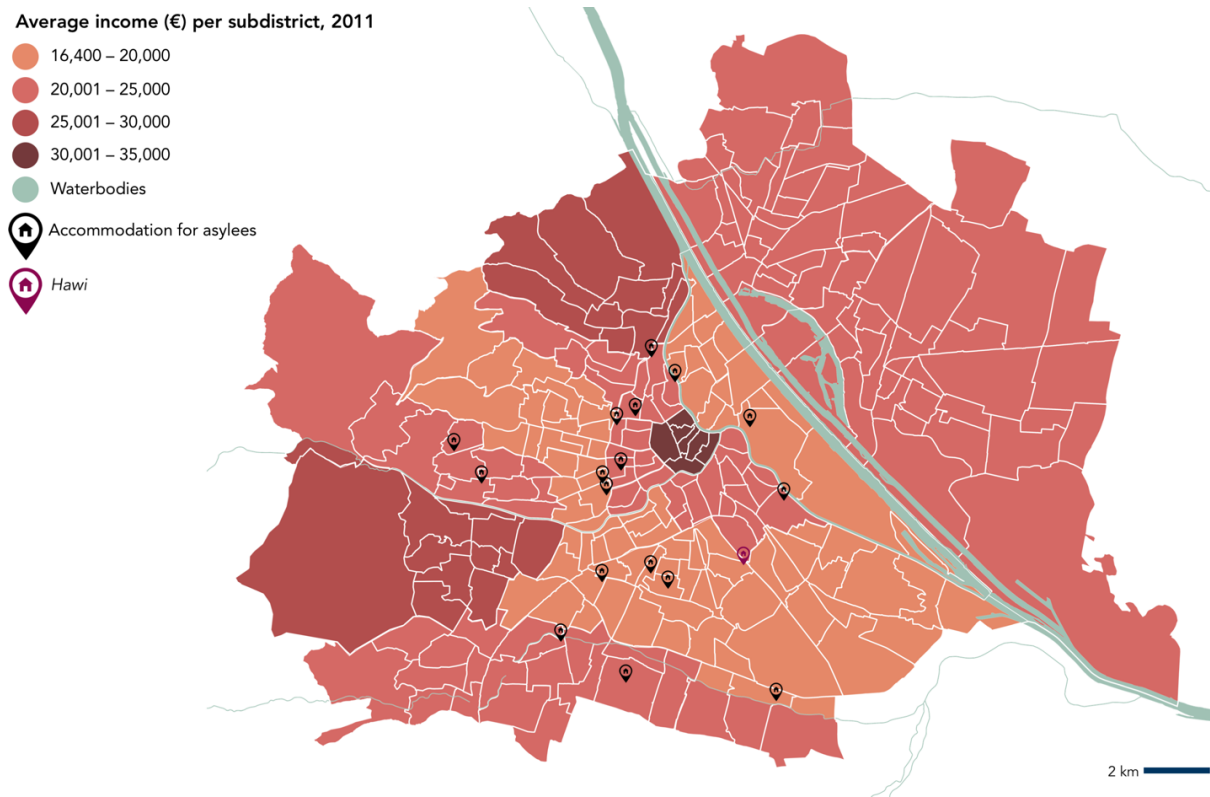 Average income (€) per subdistrict, 2011
16,400 – 20,000
20,001 – 25,000
25,001 – 30,000
30,001 – 35,000
Waterbodies
Accommodation for asylees
Hawi
2 km